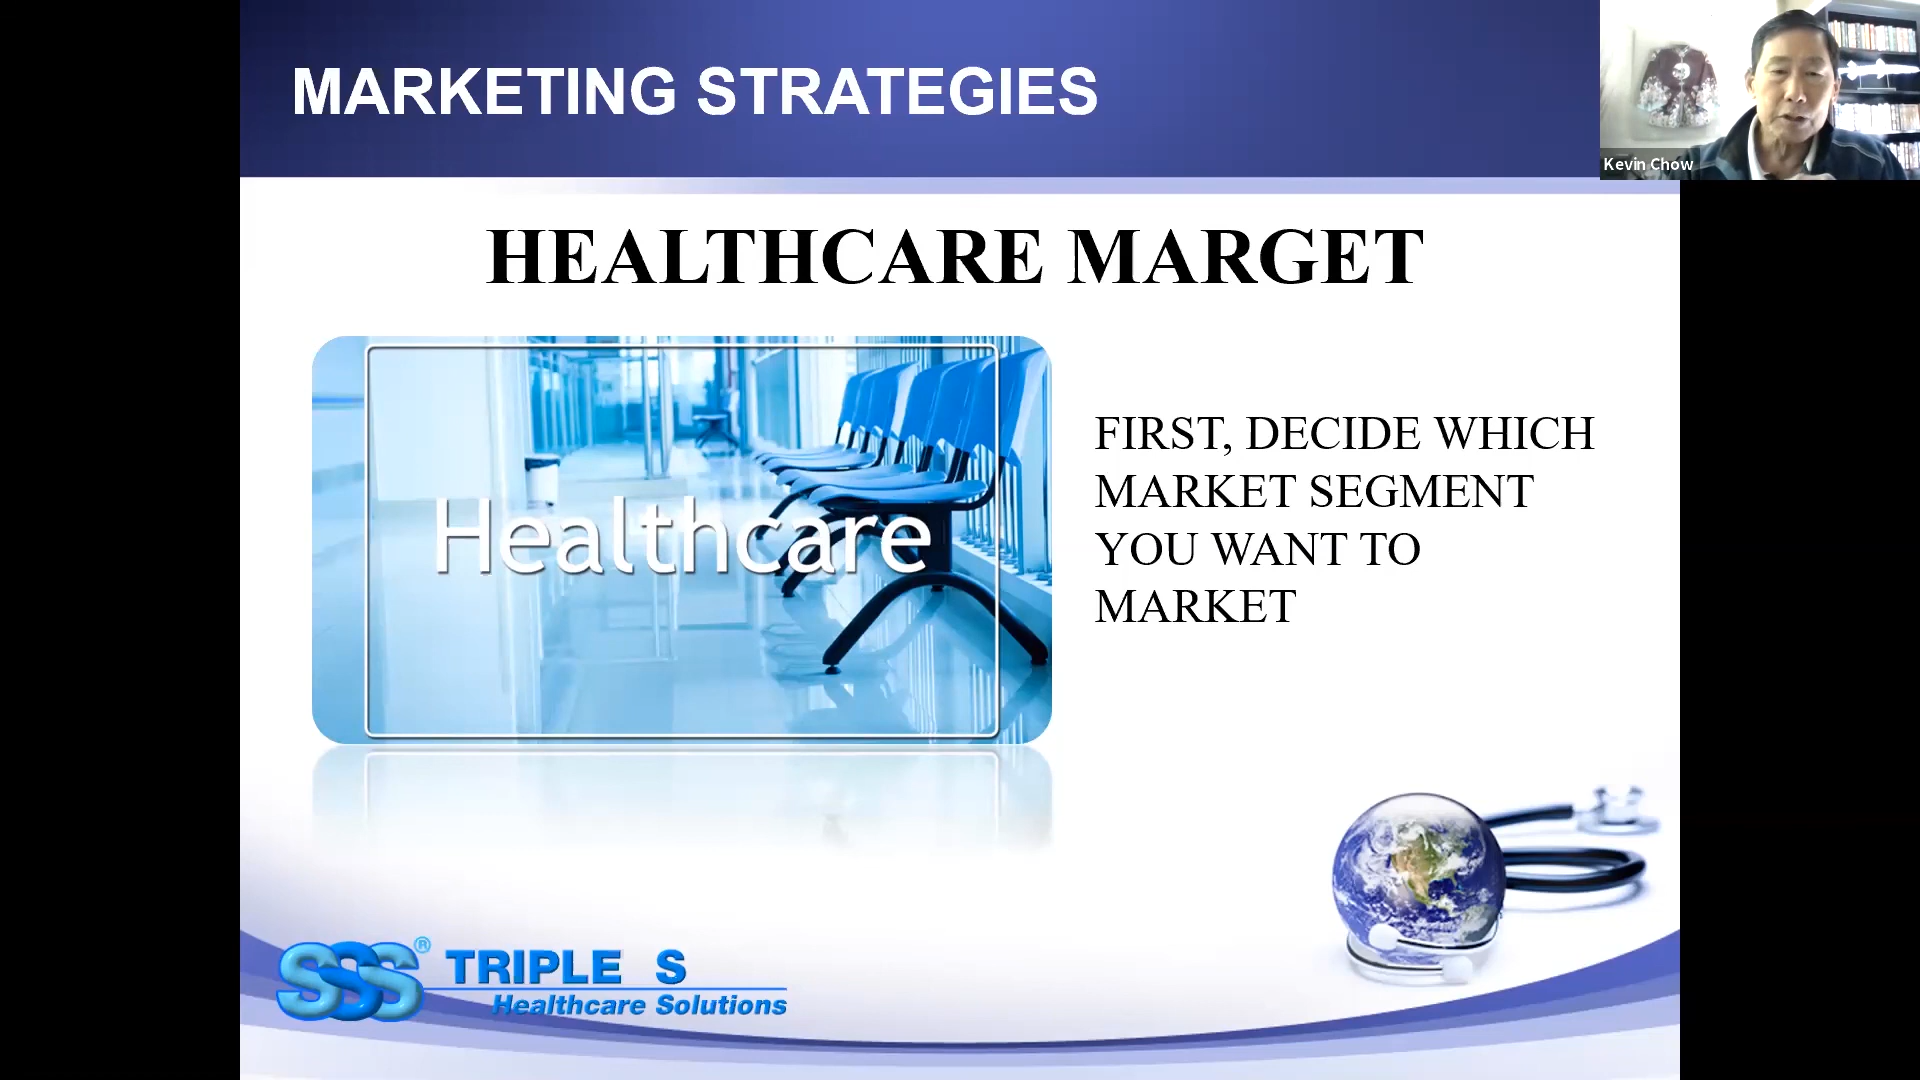 MARKETING STRATEGIES
Kevin Chow
HEALTHCARE MARGET
Healthcare
FIRST, DECIDE WHICH
MARKET SEGMENT
YOU WANT TO
MARKET
SSS®
TRIPLE S
Healthcare Solutions